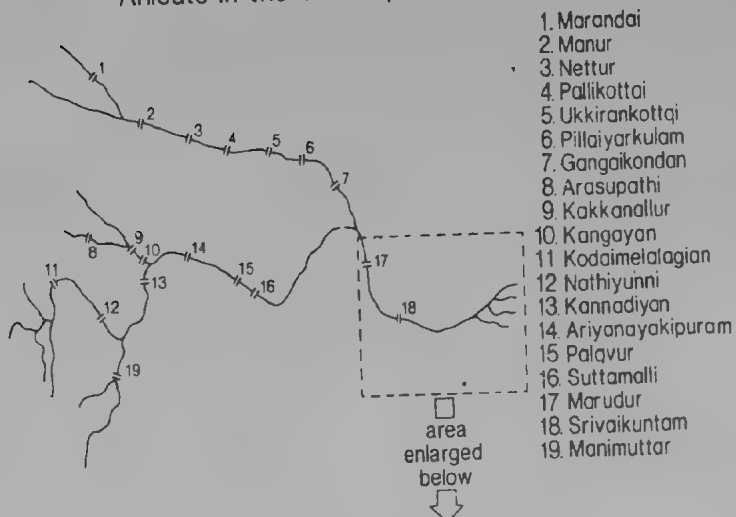 Anicuts in the
1
2
3
4
5
6
7
8
9
10
11
12
13
14
15
16
17
18
19
area
enlarged
below
1. Marandai
2. Manur
3. Nettur
4. Pallikottai
5. Ukkirankottai
6. Pillaiyarkulam
7. Gangaikondan
8. Arasupathi
9. Kakkanallur
10. Kangayan
11. Kodaimelalagian
12. Nathiyunni
13. Kannadiyan
14. Ariyanayakipuram
15. Palavur
16. Suttamalli
17. Marudur
18. Srivaikuntam
19. Manimuttar